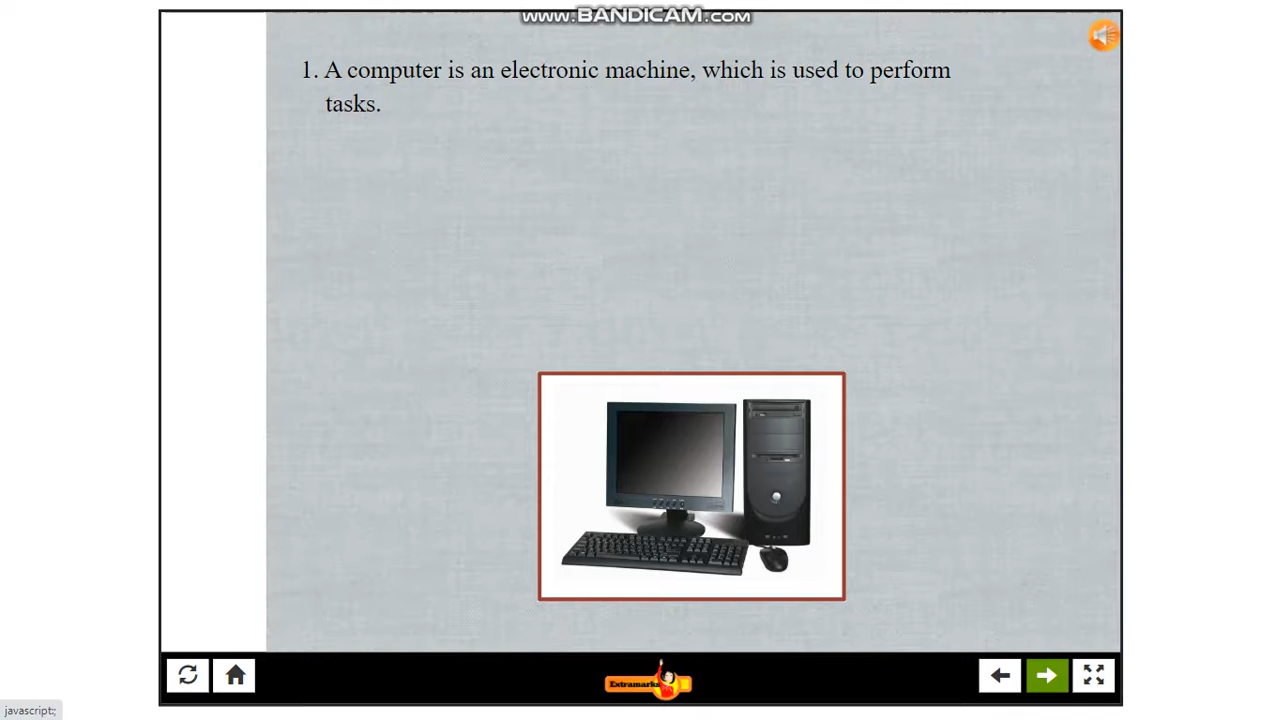 www.BANDICAM.com
1. A computer is an electronic machine, which is used to perform
tasks.
Extramarks
javascript:;